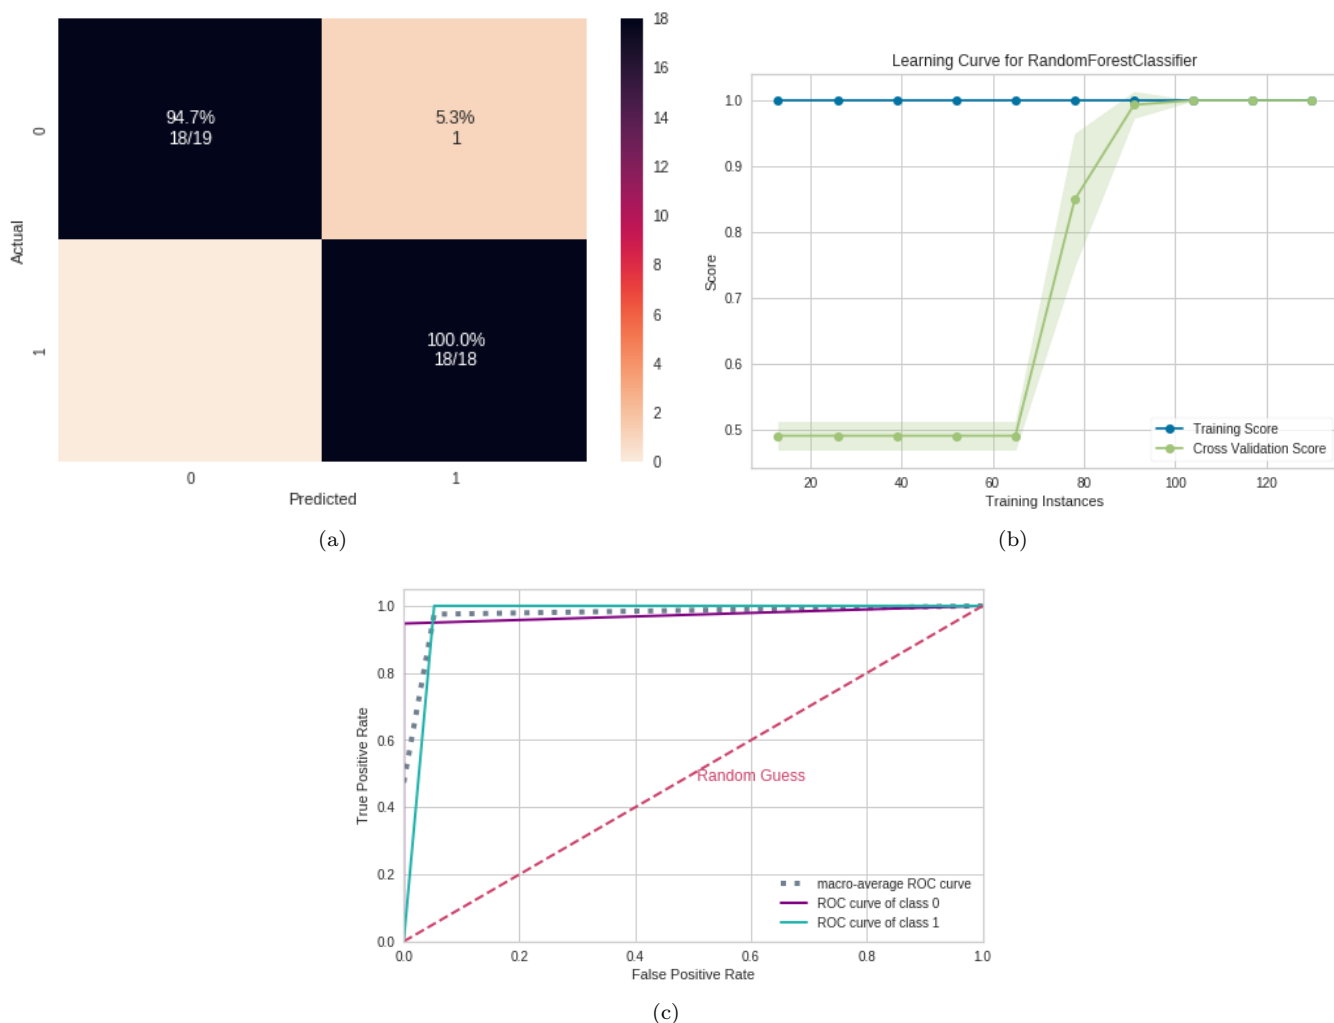 94.7%
18/19
5.3%
1
100.0%
18/18
0
1
Actual
0
1
Predicted
18
16
14
12
10
8
6
4
2
0
(a)
Learning Curve for RandomForestClassifier
1.0
0.9
0.8
0.7
0.6
0.5
Score
20
40
60
80
100
120
Training Instances
Training Score
Cross Validation Score
(b)
1.0
0.8
0.6
0.4
0.2
0.0
True Positive Rate
Random Guess
macro-average ROC curve
ROC curve of class 0
ROC curve of class 1
0.0
0.2
0.4
0.6
0.8
1.0
False Positive Rate
(c)